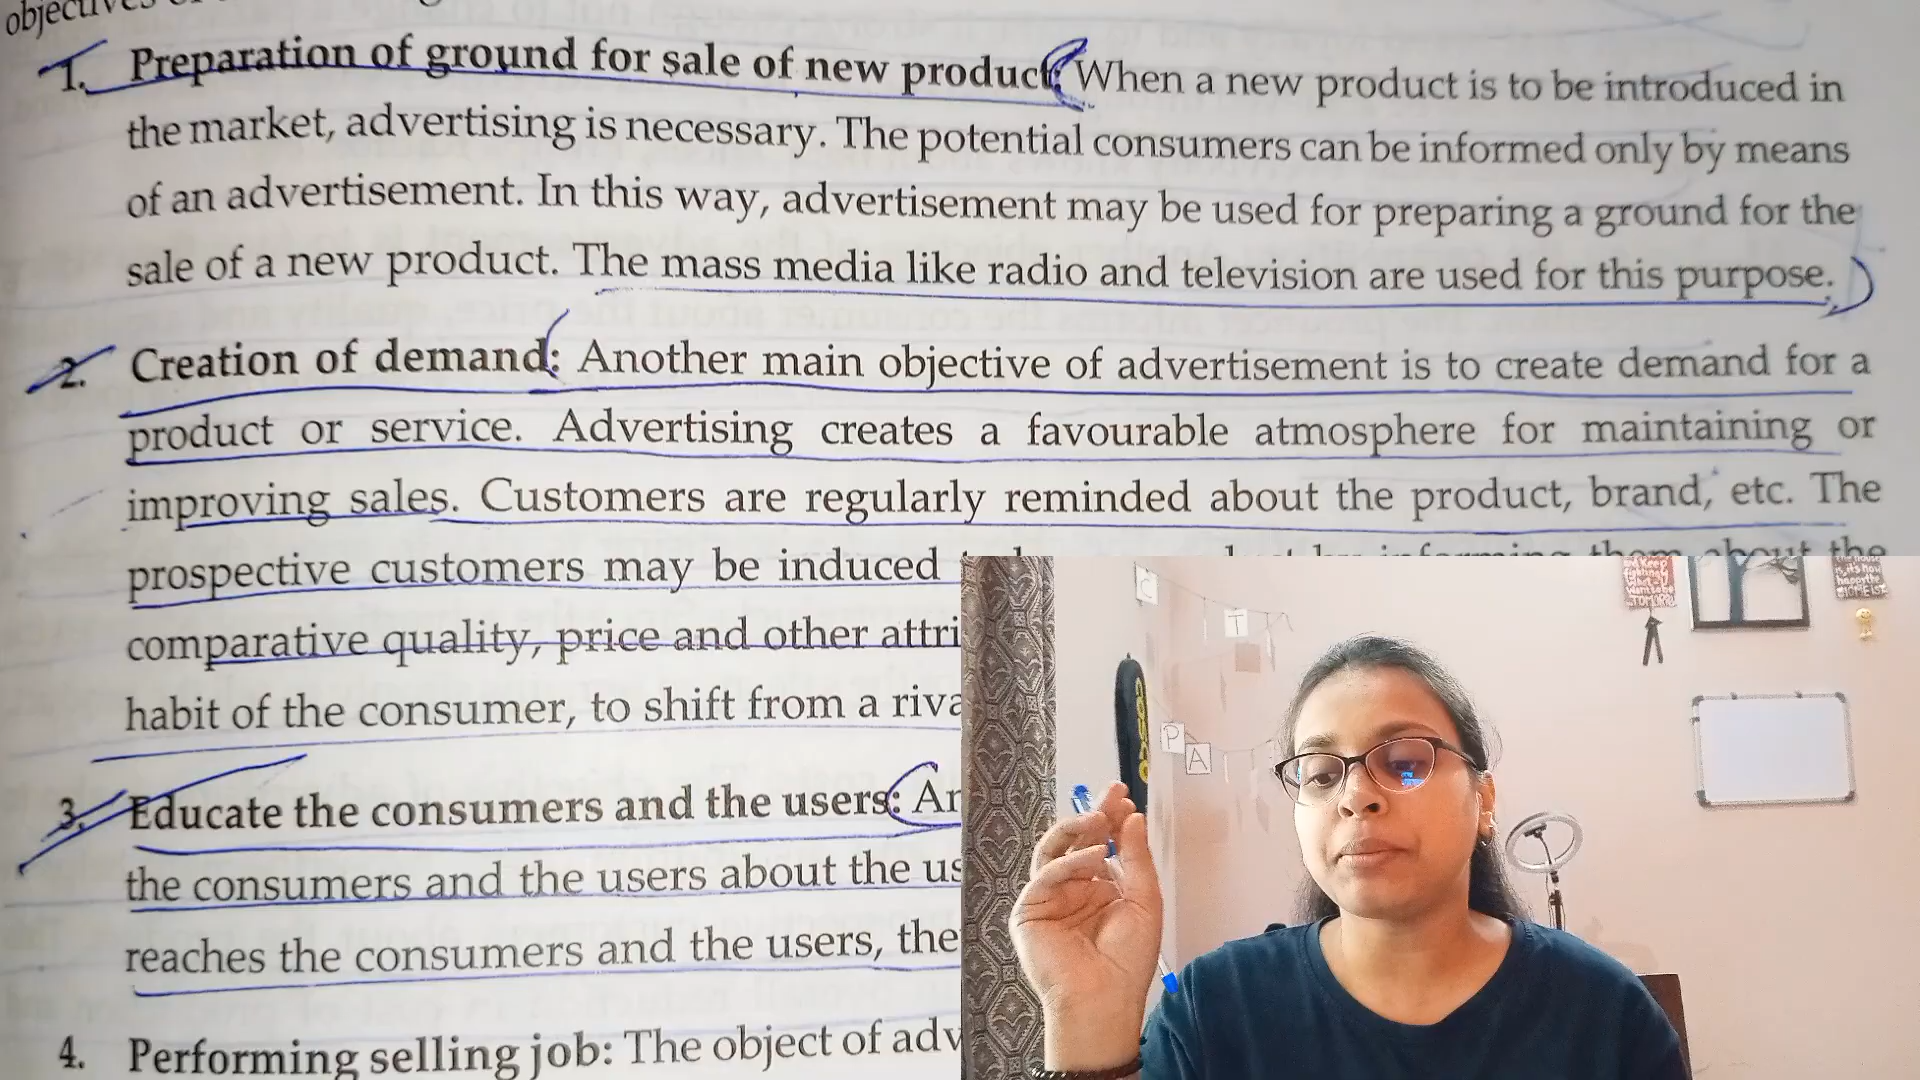 objectives
1. Preparation of ground for sale of new product: When a new product is to be introduced in
the market, advertising is necessary. The potential consumers can be informed only by means
of an advertisement. In this way, advertisement may be used for preparing a ground for the
sale of a new product. The mass media like radio and television are used for this purpose.
2. Creation of demand: Another main objective of advertisement is to create demand for a
product or service. Advertising creates a favourable atmosphere for maintaining or
improving sales. Customers are regularly reminded about the product, brand, etc. The
prospective customers may be induced informing them about the
comparative quality, price and other attri
habit of the consumer, to shift from a riva
3. Educate the consumers and the users: An
the consumers and the users about the us
reaches the consumers and the users, the
4. Performing selling job: The object of adv
C
T
P
A